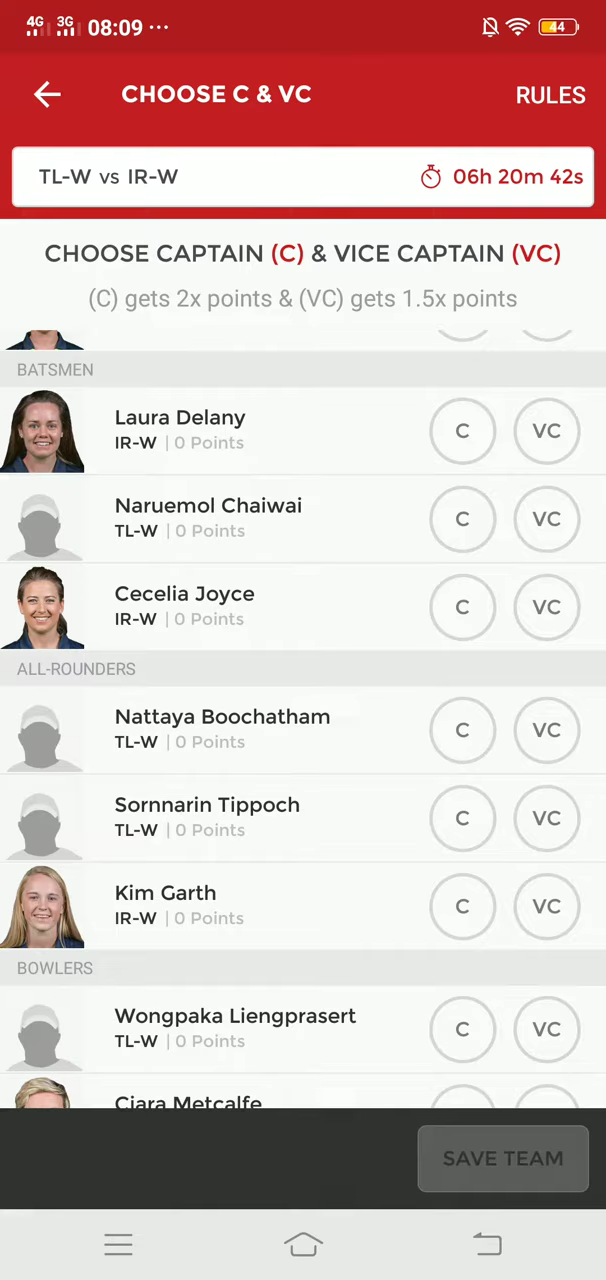 4G 3G 08:09 ... 44
CHOOSE C & VC RULES
TL-W vs IR-W 06h 20m 42s
CHOOSE CAPTAIN (C) & VICE CAPTAIN (VC)
(C) gets 2x points & (VC) gets 1.5x points
BATSMEN
Laura Delany
IR-W | 0 Points
C VC
Naruemol Chaiwai
TL-W | 0 Points
C VC
Cecelia Joyce
IR-W | 0 Points
C VC
ALL-ROUNDERS
Nattaya Boochatham
TL-W | 0 Points
C VC
Sornnarin Tippoch
TL-W | 0 Points
C VC
Kim Garth
IR-W | 0 Points
C VC
BOWLERS
Wongpaka Liengprasert
TL-W | 0 Points
C VC
Ciara Metcalfe
SAVE TEAM